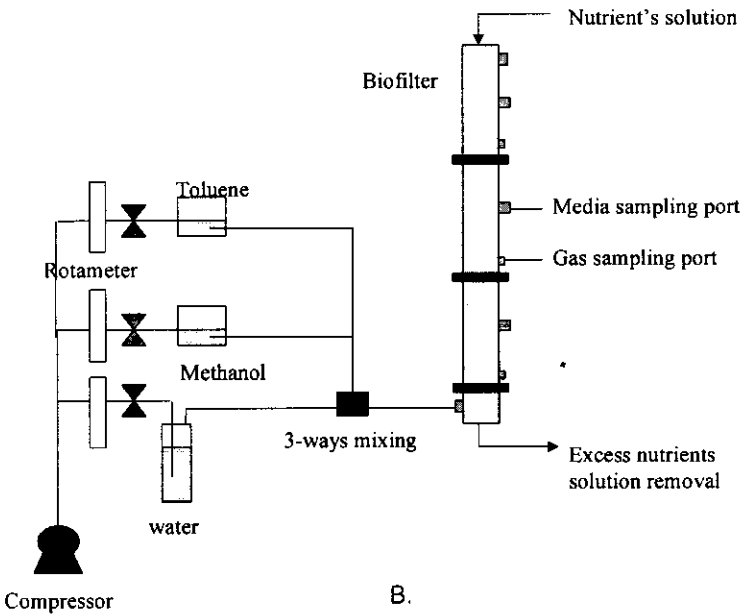 Nutrient's solution
Biofilter
Toluene
Media sampling port
Gas sampling port
Rotameter
Methanol
3-ways mixing
Excess nutrients
solution removal
water
Compressor
B.